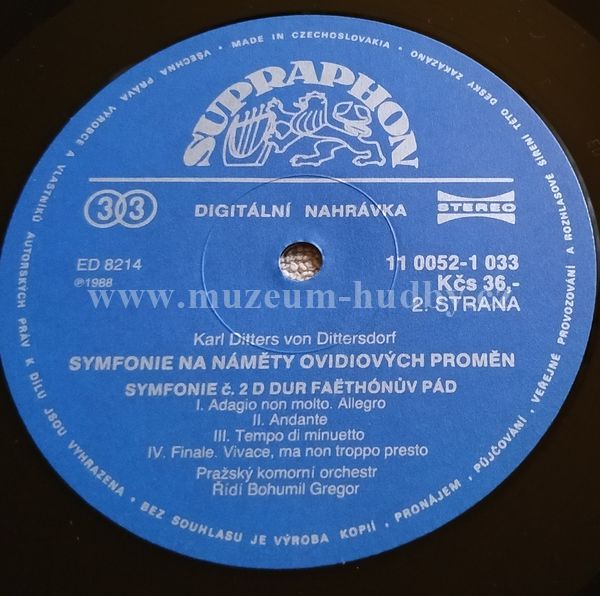 VŠECHNA PRÁVA VÝROBCE A VLASTNÍKŮ AUTORSKÝCH PRÁV K DÍLU JSOU VYHRAZENA • BEZ SOUHLASU JE VÝROBA KOPIÍ, PRONÁJEM, PŮJČOVÁNÍ, VEŘEJNÉ PROVOZOVÁNÍ A ROZHLASOVÉ ŠÍŘENÍ TÉTO DESKY ZAKÁZÁNO • MADE IN CZECHOSLOVAKIA •
SUPRAPHON
33 DIGITÁLNÍ NAHRÁVKA STEREO
ED 8214 11 0052-1 033
Ⓟ1988 Kčs 36,-
www.muzeum-hudby
2. STRANA
Karl Ditters von Dittersdorf
SYMFONIE NA NÁMĚTY OVIDIOVÝCH PROMĚN
SYMFONIE č. 2 D DUR FAËTHÓNŮV PÁD
I. Adagio non molto. Allegro
II. Andante
III. Tempo di minuetto
IV. Finale. Vivace, ma non troppo presto
Pražský komorní orchestr
Řídí Bohumil Gregor